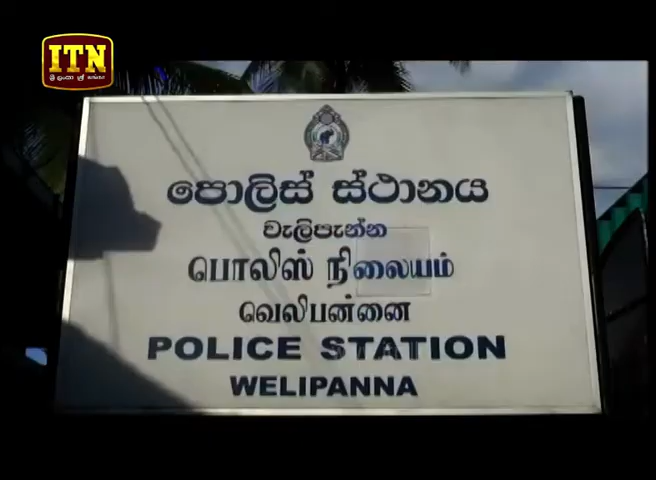 ITN
පොලිස් ස්ථානය
වැලිපැන්න
பொலிஸ் நிலையம்
வெலிபன்னை
POLICE STATION
WELIPANNA